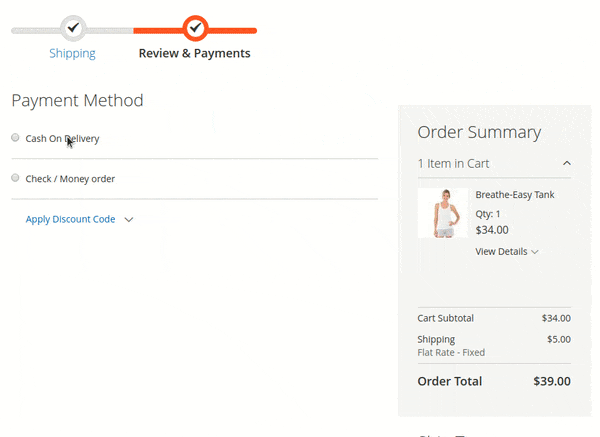 Shipping
Review & Payments
Payment Method
Cash On Delivery
Check / Money order
Apply Discount Code
Order Summary
1 Item in Cart
Breathe-Easy Tank
Qty: 1
$34.00
View Details
Cart Subtotal $34.00
Shipping $5.00
Flat Rate - Fixed
Order Total $39.00